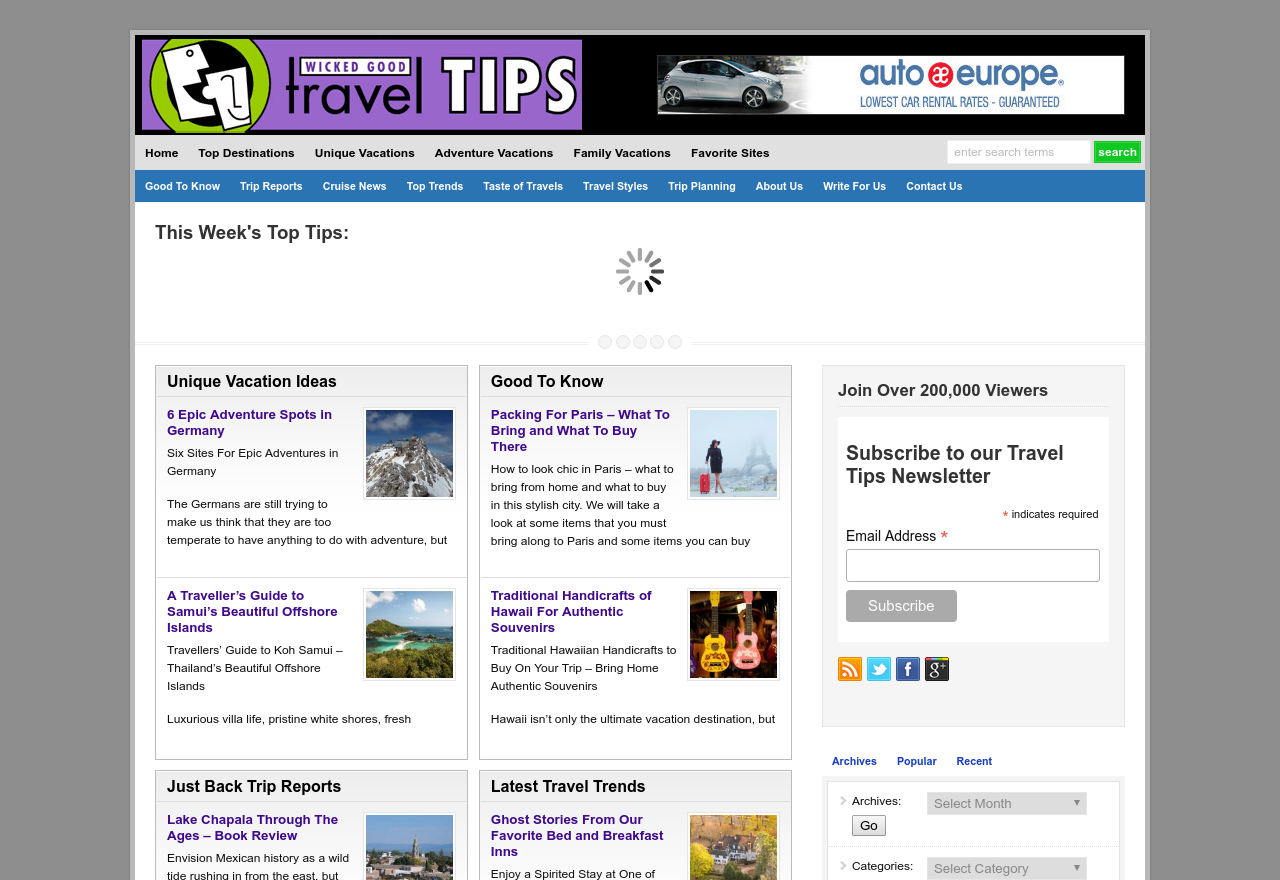 WICKED GOOD
travel TIPS
auto æ europe®
LOWEST CAR RENTAL RATES - GUARANTEED
Home Top Destinations Unique Vacations Adventure Vacations Family Vacations Favorite Sites enter search terms search
Good To Know Trip Reports Cruise News Top Trends Taste of Travels Travel Styles Trip Planning About Us Write For Us Contact Us
This Week's Top Tips:
Unique Vacation Ideas
6 Epic Adventure Spots in
Germany
Six Sites For Epic Adventures in
Germany
The Germans are still trying to
make us think that they are too
temperate to have anything to do with adventure, but
A Traveller’s Guide to
Samui’s Beautiful Offshore
Islands
Travellers’ Guide to Koh Samui –
Thailand’s Beautiful Offshore
Islands
Luxurious villa life, pristine white shores, fresh
Good To Know
Packing For Paris – What To
Bring and What To Buy
There
How to look chic in Paris – what to
bring from home and what to buy
in this stylish city. We will take a
look at some items that you must
bring along to Paris and some items you can buy
Traditional Handicrafts of
Hawaii For Authentic
Souvenirs
Traditional Hawaiian Handicrafts to
Buy On Your Trip – Bring Home
Authentic Souvenirs
Hawaii isn’t only the ultimate vacation destination, but
Just Back Trip Reports
Lake Chapala Through The
Ages – Book Review
Envision Mexican history as a wild
tide rushing in from the east, but
Latest Travel Trends
Ghost Stories From Our
Favorite Bed and Breakfast
Inns
Enjoy a Spirited Stay at One of
Join Over 200,000 Viewers
Subscribe to our Travel
Tips Newsletter
* indicates required
Email Address *
Subscribe
Archives Popular Recent
Archives: Select Month
Go
Categories: Select Category